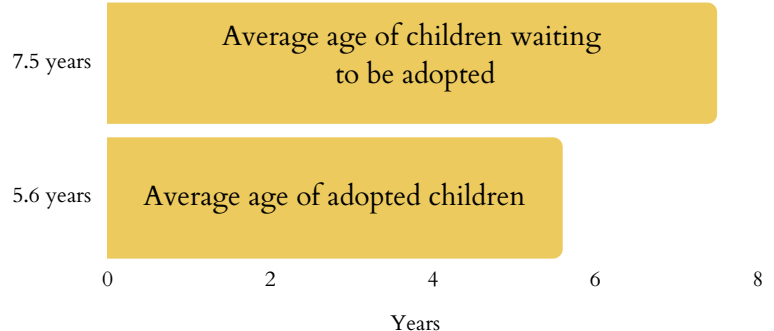 Average age of children waiting
to be adopted
7.5 years
Average age of adopted children
5.6 years
0 2 4 6 8
Years